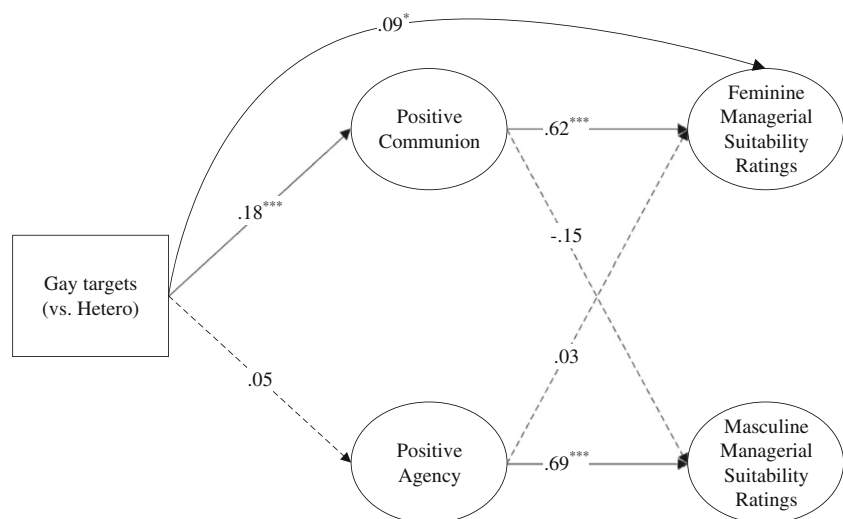 .09*
Positive
Communion
.62***
Feminine
Managerial
Suitability
Ratings
.18***
-.15
Gay targets
(vs. Hetero)
.05
.03
Positive
Agency
.69***
Masculine
Managerial
Suitability
Ratings